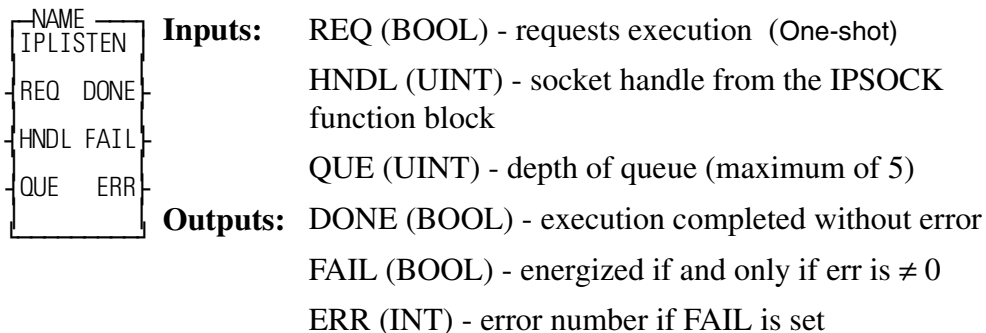 NAME
IPLISTEN
REQ DONE
HNDL FAIL
QUE ERR
Inputs: REQ (BOOL) - requests execution (One-shot)
HNDL (UINT) - socket handle from the IPSOCK
function block
QUE (UINT) - depth of queue (maximum of 5)
Outputs: DONE (BOOL) - execution completed without error
FAIL (BOOL) - energized if and only if err is ≠ 0
ERR (INT) - error number if FAIL is set